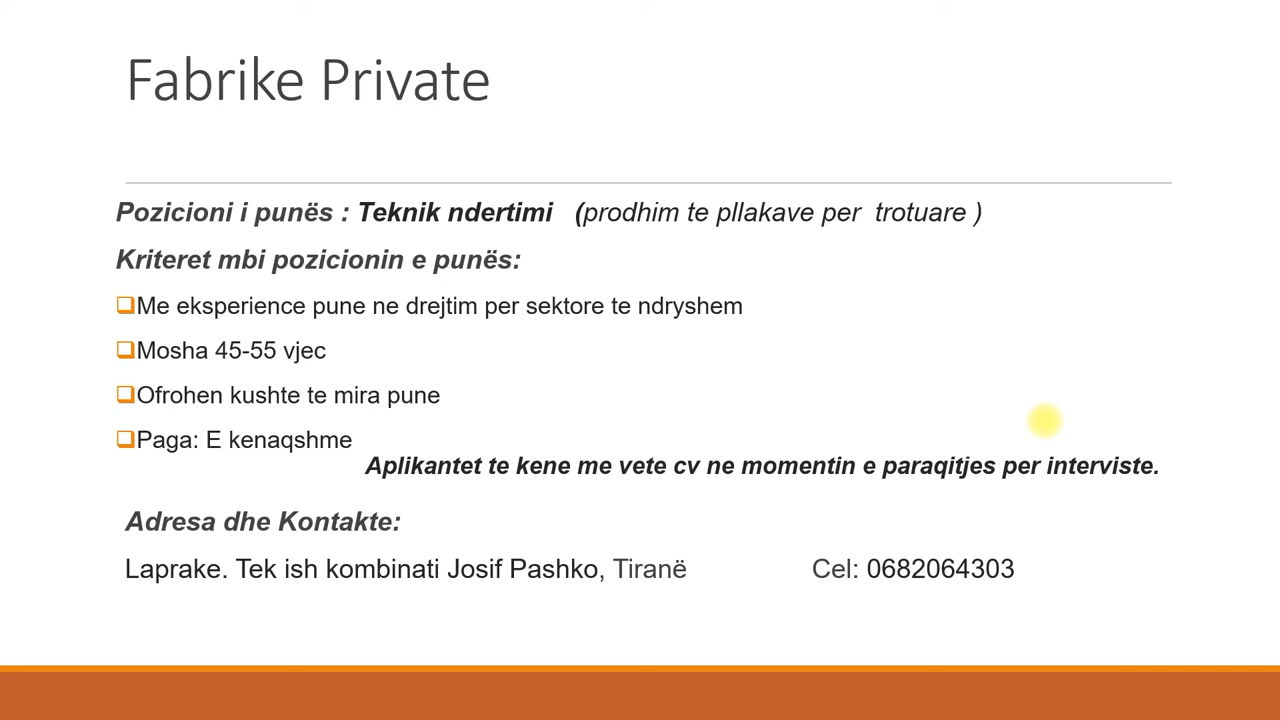 Fabrike Private
Pozicioni i punës : Teknik ndertimi (prodhim te pllakave per trotuare )
Kriteret mbi pozicionin e punës:
Me eksperience pune ne drejtim per sektore te ndryshem
Mosha 45-55 vjec
Ofrohen kushte te mira pune
Paga: E kenaqshme
Aplikantet te kene me vete cv ne momentin e paraqitjes per interviste.
Adresa dhe Kontakte:
Laprake. Tek ish kombinati Josif Pashko, Tiranë Cel: 0682064303